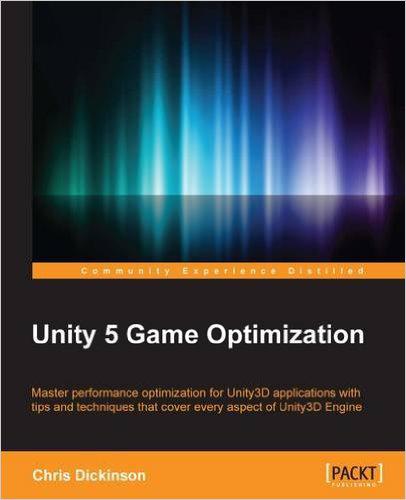 Community Experience Distilled
Unity 5 Game Optimization
Master performance optimization for Unity3D applications with
tips and techniques that cover every aspect of Unity3D Engine
Chris Dickinson
[PACKT]
PUBLISHING